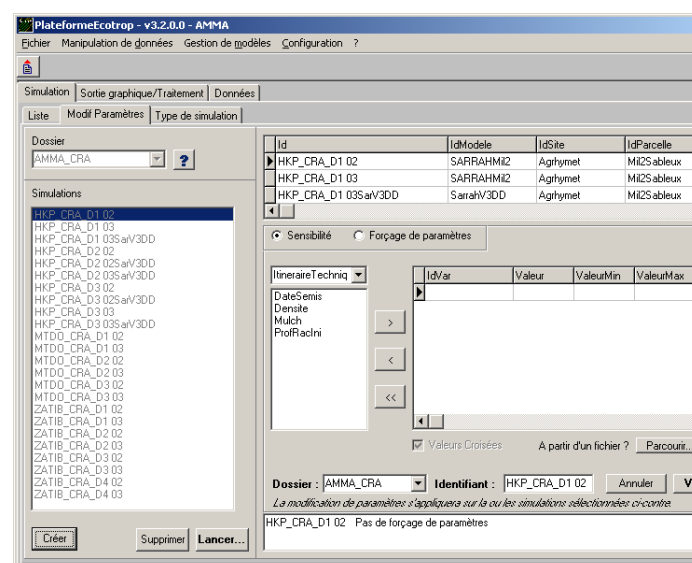 PlateformeEcotrop - v3.2.0.0 - AMMA
Fichier Manipulation de données Gestion de modèles Configuration ?
Simulation Sortie graphique/Traitement Données
Liste Modif Paramètres Type de simulation
Dossier
AMMA_CRA ?
Simulations
HKP_CRA_D1 02
HKP_CRA_D1 03
HKP_CRA_D1 03SarV3DD
HKP_CRA_D2 02
HKP_CRA_D2 02SarV3DD
HKP_CRA_D2 03SarV3DD
HKP_CRA_D3 02
HKP_CRA_D3 02SarV3DD
HKP_CRA_D3 03
HKP_CRA_D3 03SarV3DD
MTDO_CRA_D1 02
MTDO_CRA_D1 03
MTDO_CRA_D2 02
MTDO_CRA_D2 03
MTDO_CRA_D3 02
MTDO_CRA_D3 03
ZATIB_CRA_D1 02
ZATIB_CRA_D1 03
ZATIB_CRA_D2 02
ZATIB_CRA_D2 03
ZATIB_CRA_D3 02
ZATIB_CRA_D3 03
ZATIB_CRA_D4 02
ZATIB_CRA_D4 03
Créer Supprimer Lancer...
Id IdModele IdSite IdParcelle
HKP_CRA_D1 02 SARRAHMil2 Agrhymet Mil2Sableux
HKP_CRA_D1 03 SARRAHMil2 Agrhymet Mil2Sableux
HKP_CRA_D1 03SarV3DD SarrahV3DD Agrhymet Mil2Sableux
Sensibilité Forçage de paramètres
ItineraireTechniq
DateSemis
Densite
Mulch
ProfRacIni
>
<
<<
IdVar Valeur ValeurMin ValeurMax
Valeurs Croisées A partir d'un fichier ? Parcourir...
Dossier : AMMA_CRA Identifiant : HKP_CRA_D1 02 Annuler V
La modification de paramètres s'appliquera sur la ou les simulations sélectionnées ci-contre.
HKP_CRA_D1 02 Pas de forçage de paramètres